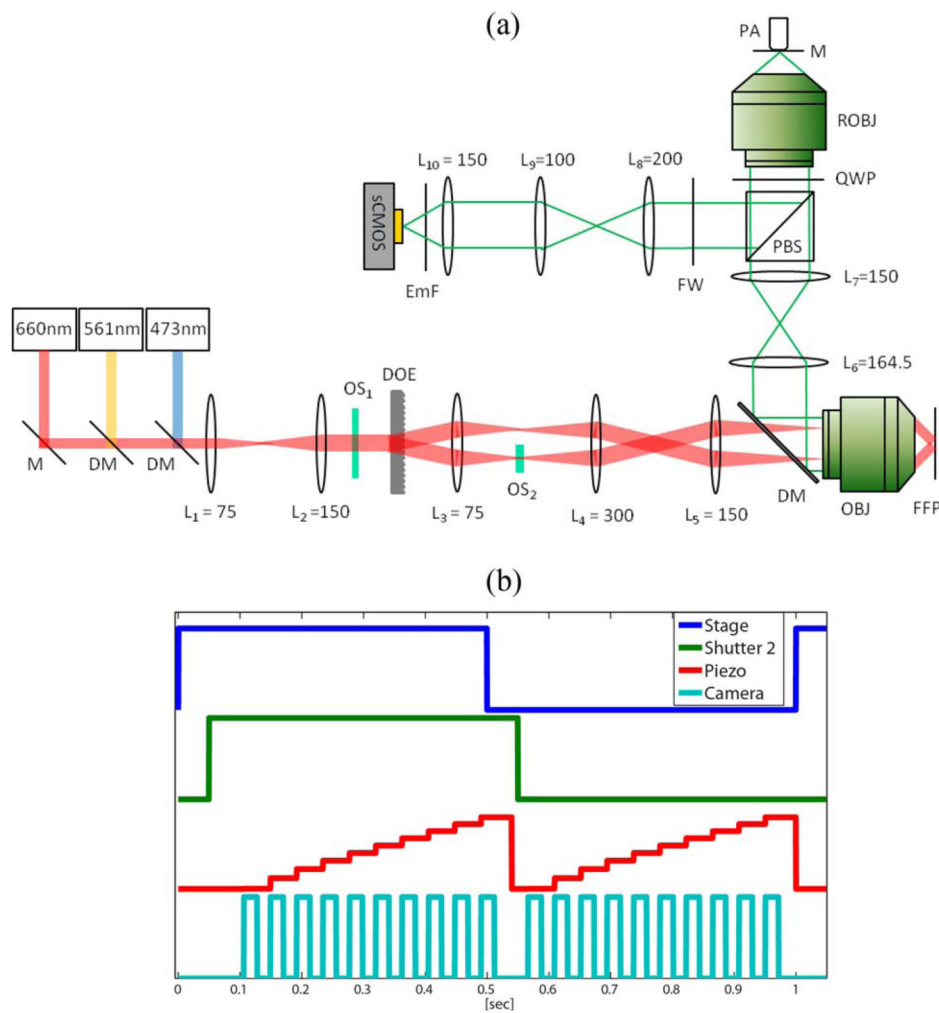 (a)
PA
M
ROBJ
QWP
L₁₀ = 150
L₉=100
L₈=200
sCMOS
PBS
EmF
FW
L₇=150
660nm
561nm
473nm
L₆=164.5
OS₁
DOE
M
DM
DM
OS₂
DM
OBJ
FFP
L₁ = 75
L₂ =150
L₃ = 75
L₄ = 300
L₅ = 150
(b)
Stage
Shutter 2
Piezo
Camera
0 0.1 0.2 0.3 0.4 0.5 0.6 0.7 0.8 0.9 1
[sec]